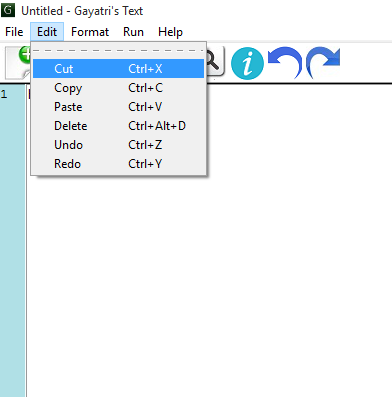 G Untitled - Gayatri's Text
File Edit Format Run Help
Cut Ctrl+X
Copy Ctrl+C
Paste Ctrl+V
Delete Ctrl+Alt+D
Undo Ctrl+Z
Redo Ctrl+Y
i
1